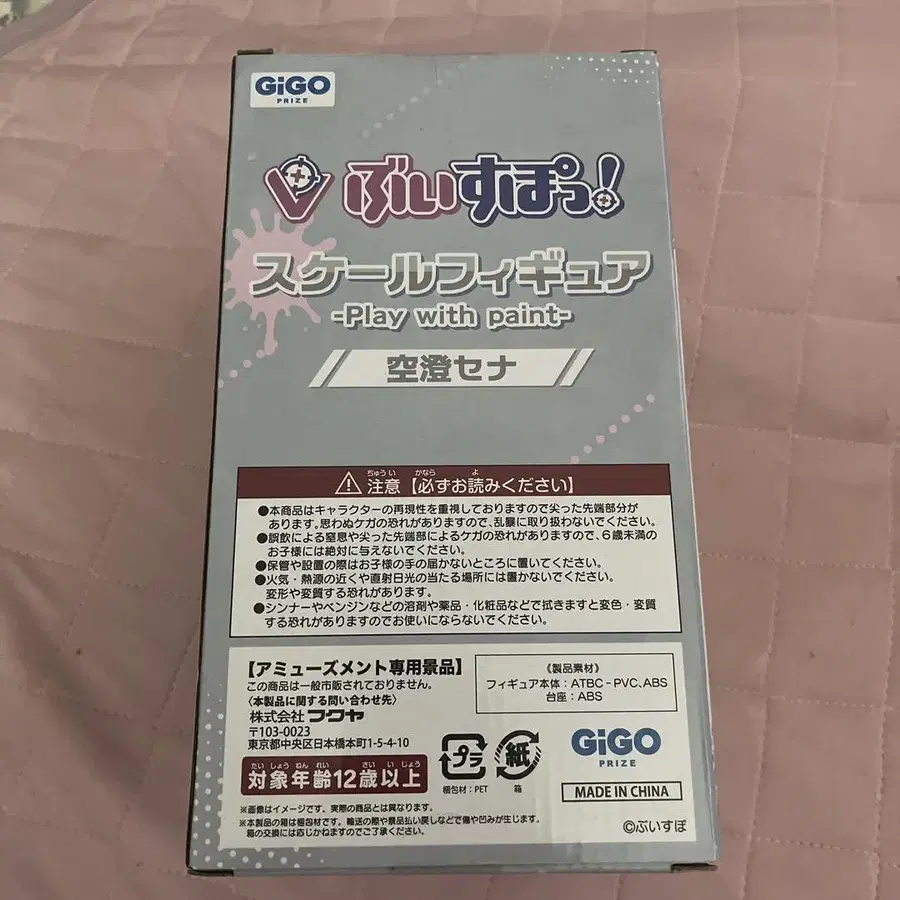 GiGO
PRIZE
ぶいすぽっ!
スケールフィギュア
-Play with paint-
空澄セナ
ちゅうい かなら よ
注意【必ずお読みください】
●本商品はキャラクターの再現性を重視しておりますので尖った先端部分が
あります。思わぬケガの恐れがありますので、乱暴に取り扱わないでください。
●誤飲による窒息や尖った先端部によるケガの恐れがありますので、6歳未満の
お子様には絶対に与えないでください。
●保管や設置の際はお子様の手の届かないところに置いてください。
●火気・熱源の近くや直射日光の当たる場所には置かないでください。
変形や変質する恐れがあります。
●シンナーやベンジンなどの溶剤や薬品・化粧品などで拭きますと変色・変質
する恐れがありますのでお使いにならないでください。
【アミューズメント専用景品】
この商品は一般市販されておりません。
〈本製品に関する問い合わせ先〉
株式会社フクヤ
〒103-0023
東京都中央区日本橋本町1-5-4-10
《製品素材》
フィギュア本体:ATBC-PVC、ABS
台座:ABS
たいしょうねんれい さいいじょう
対象年齢12歳以上
プラ
梱包材:PET
紙
箱
GiGO
PRIZE
MADE IN CHINA
※画像はイメージです。実際の商品とは異なります。
※本製品の箱は梱包材です。輸送の際や景品払い戻しなどで傷や凹みが生じます。
箱の交換には応じかねますのでご了承ください。
©ぶいすぽ